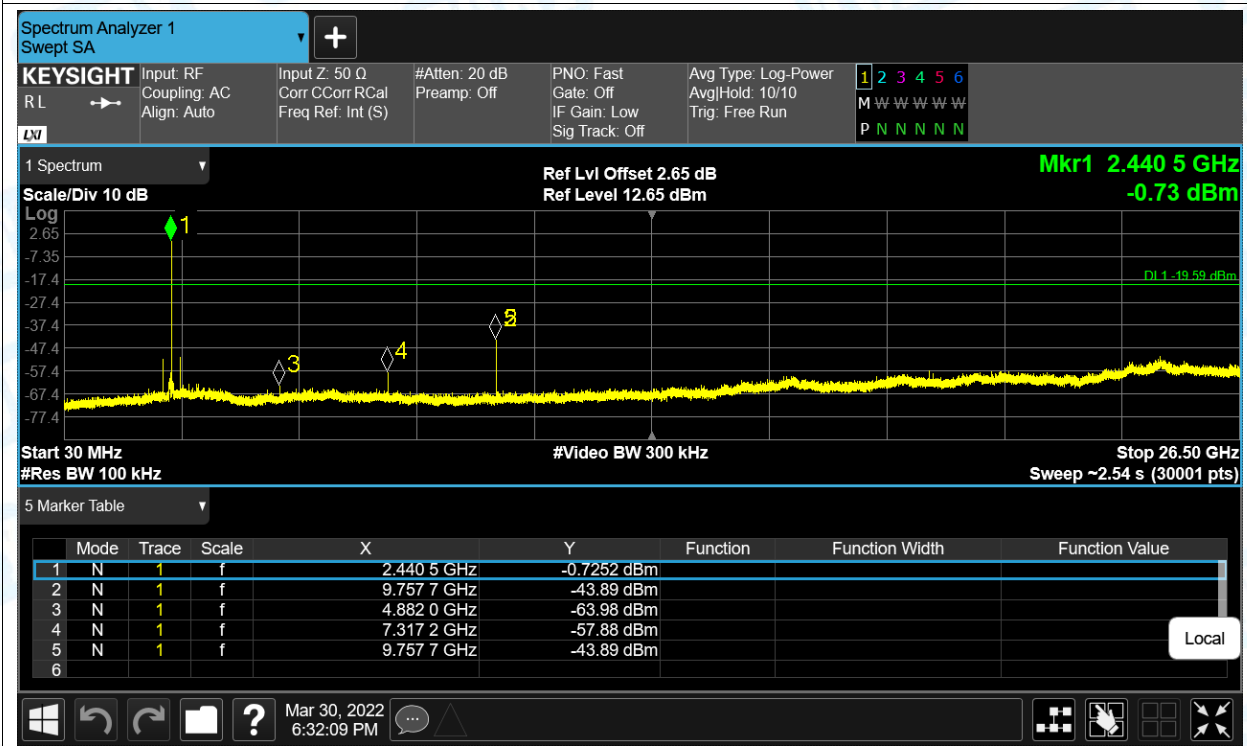 Spectrum Analyzer 1
Swept SA
KEYSIGHT Input: RF Input Z: 50 Ω #Atten: 20 dB PNO: Fast Avg Type: Log-Power 1 2 3 4 5 6
R L Coupling: AC Corr CCorr RCal Preamp: Off Gate: Off Avg|Hold: 10/10 M W W W W W W
Align: Auto Freq Ref: Int (S) IF Gain: Low Trig: Free Run
LXI Sig Track: Off P N N N N N N
1 Spectrum
Scale/Div 10 dB
Ref Lvl Offset 2.65 dB
Ref Level 12.65 dBm
Mkr1 2.440 5 GHz
-0.73 dBm
Log
2.65
-7.35
-17.4
-27.4
-37.4
-47.4
-57.4
-67.4
-77.4
1
DL1 -19.59 dBm
3
4
Start 30 MHz #Video BW 300 kHz Stop 26.50 GHz
#Res BW 100 kHz Sweep ~2.54 s (30001 pts)
5 Marker Table
Mode Trace Scale X Y Function Function Width Function Value
1 N 1 f 2.440 5 GHz -0.7252 dBm
2 N 1 f 9.757 7 GHz -43.89 dBm
3 N 1 f 4.882 0 GHz -63.98 dBm
4 N 1 f 7.317 2 GHz -57.88 dBm
5 N 1 f 9.757 7 GHz -43.89 dBm
6
Local
?
Mar 30, 2022
6:32:09 PM